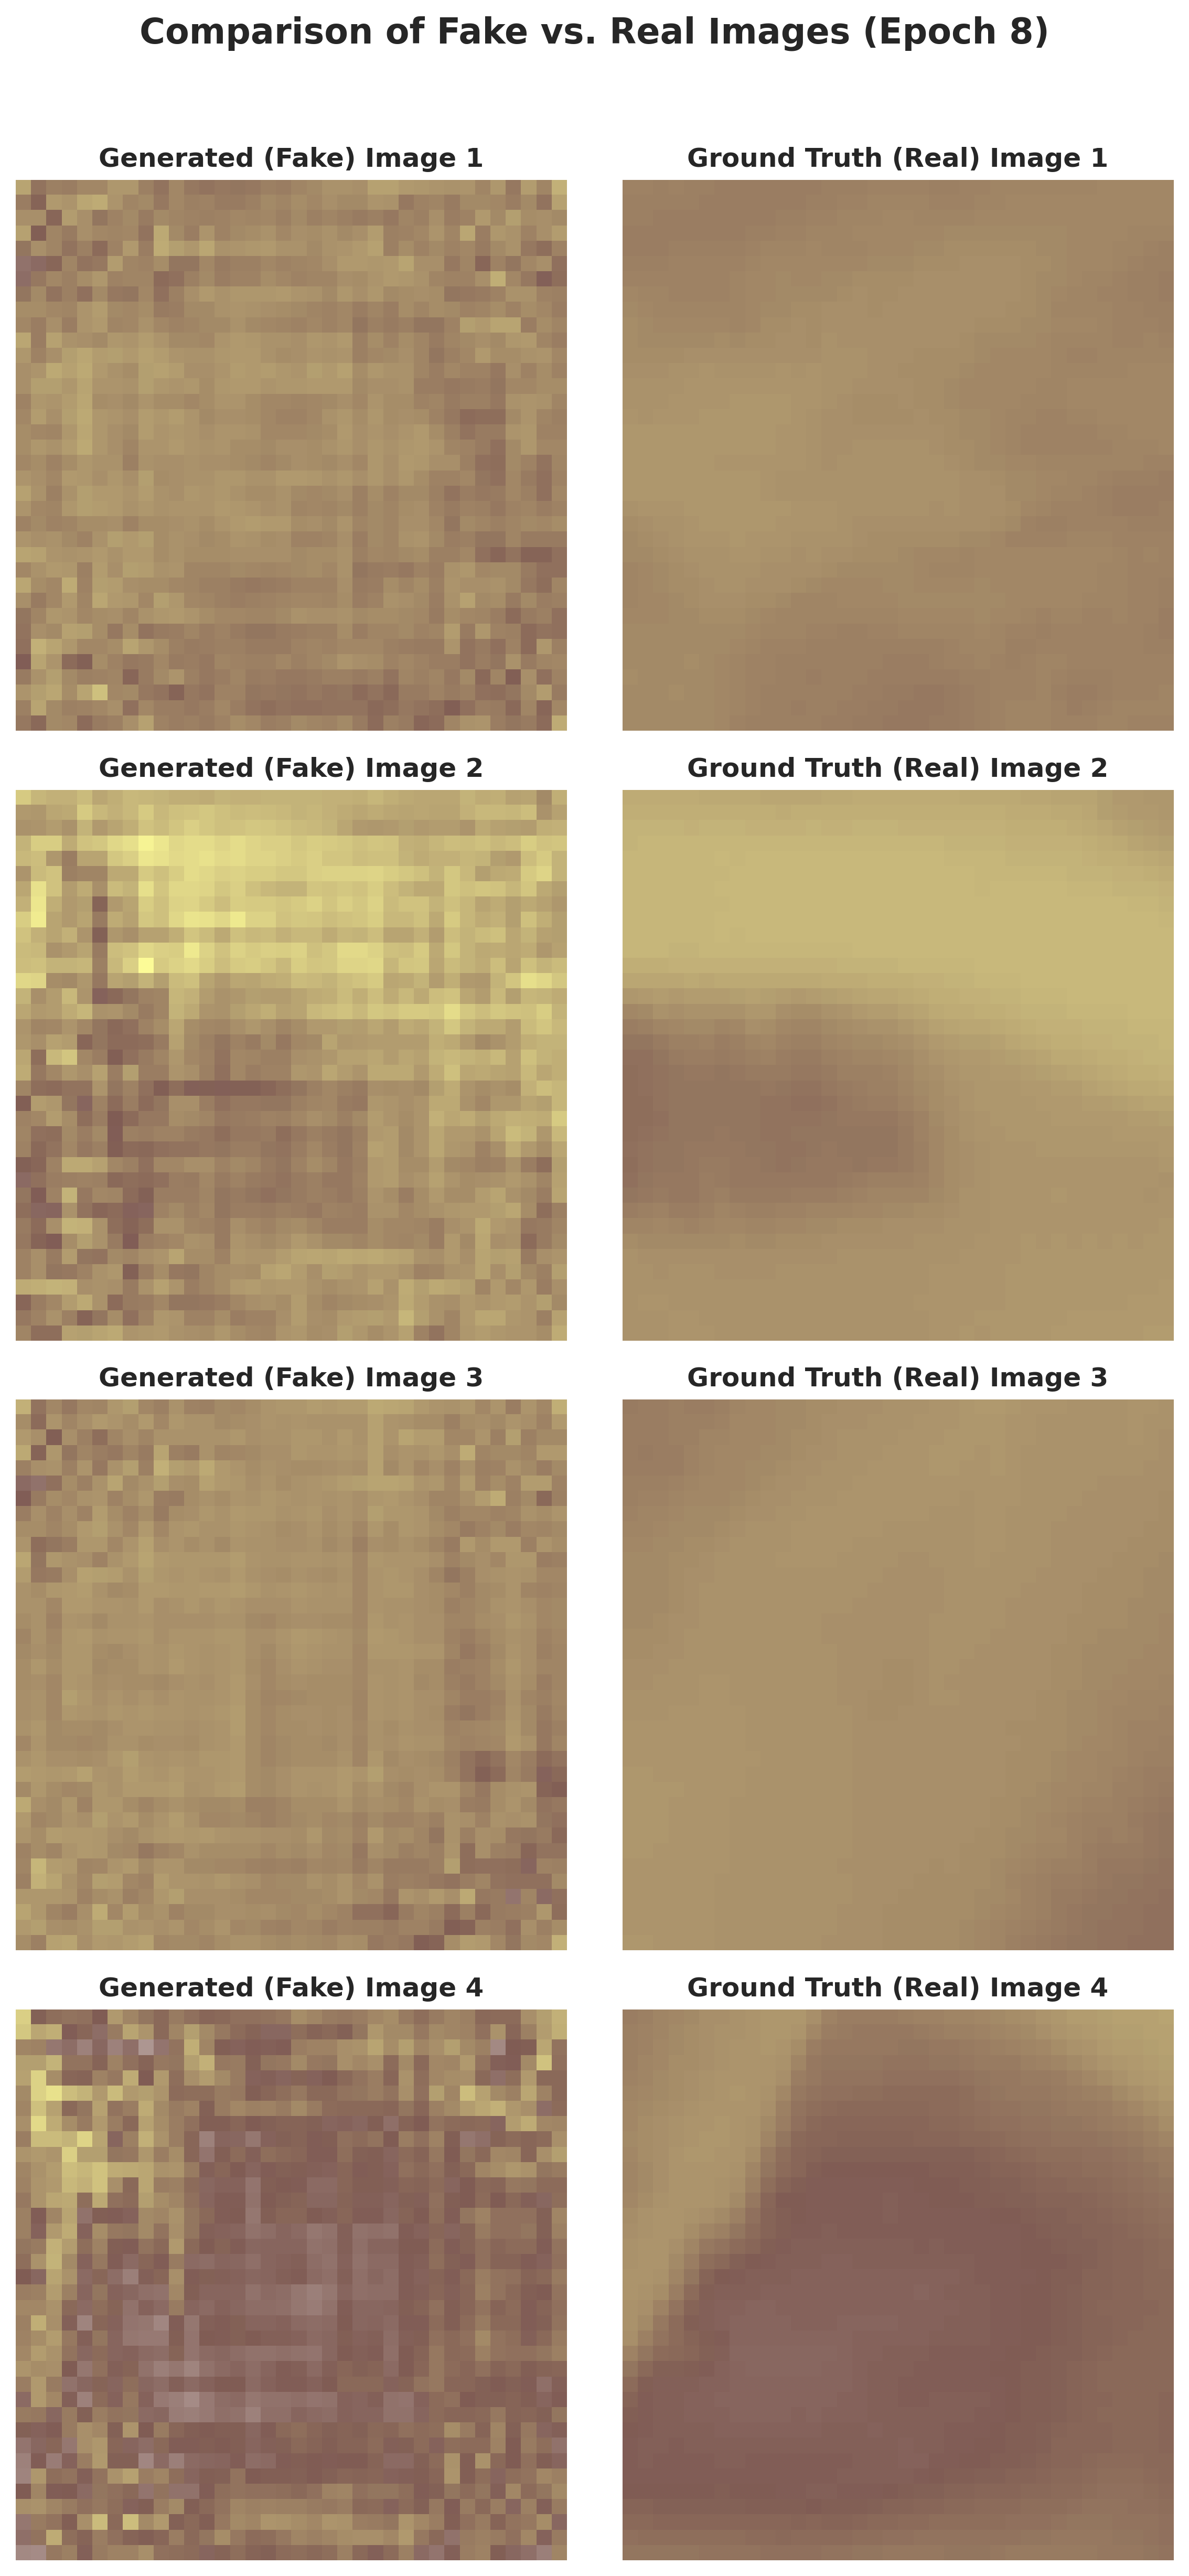 Comparison of Fake vs. Real Images (Epoch 8)
Generated (Fake) Image 1
Ground Truth (Real) Image 1
Generated (Fake) Image 2
Ground Truth (Real) Image 2
Generated (Fake) Image 3
Ground Truth (Real) Image 3
Generated (Fake) Image 4
Ground Truth (Real) Image 4